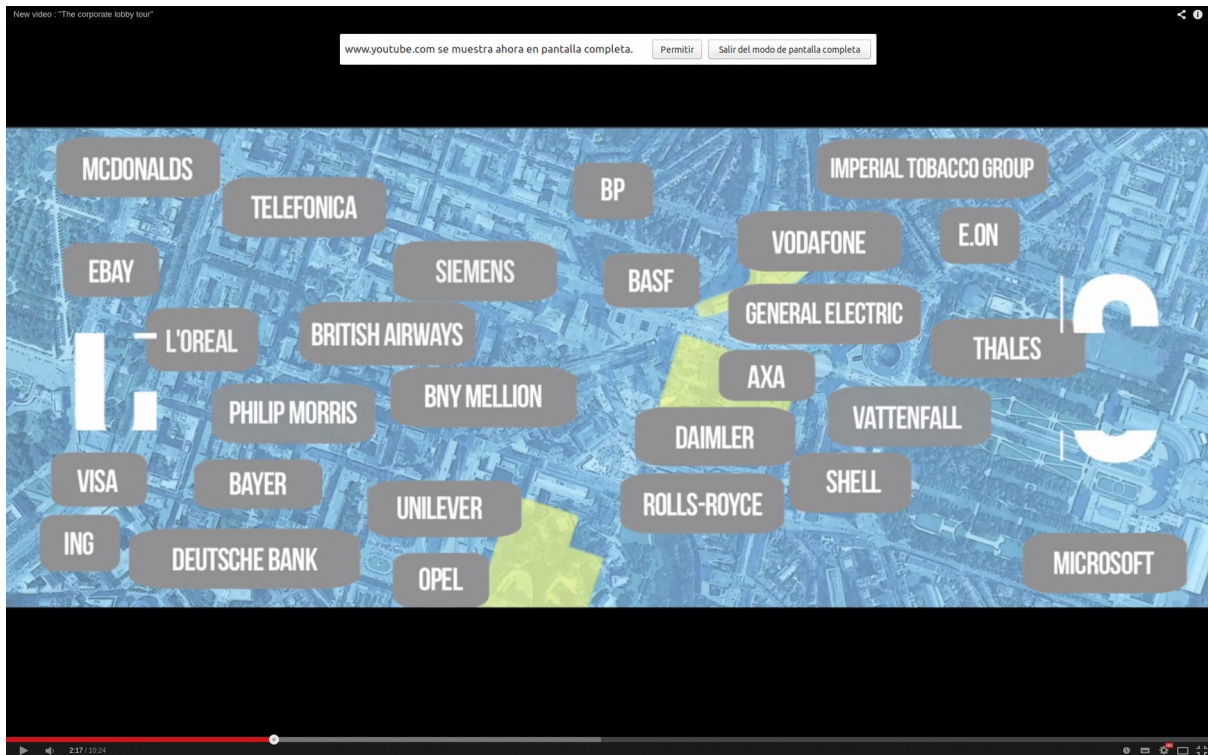 New video : "The corporate lobby tour"
www.youtube.com se muestra ahora en pantalla completa.
Permitir
Salir del modo de pantalla completa
MCDONALDS
TELEFONICA
BP
IMPERIAL TOBACCO GROUP
VODAFONE
E.ON
EBAY
SIEMENS
BASF
GENERAL ELECTRIC
L'OREAL
BRITISH AIRWAYS
THALES
AXA
PHILIP MORRIS
BNY MELLION
VATTENFALL
DAIMLER
VISA
BAYER
UNILEVER
ROLLS-ROYCE
SHELL
ING
DEUTSCHE BANK
OPEL
MICROSOFT
2:17 / 10:24